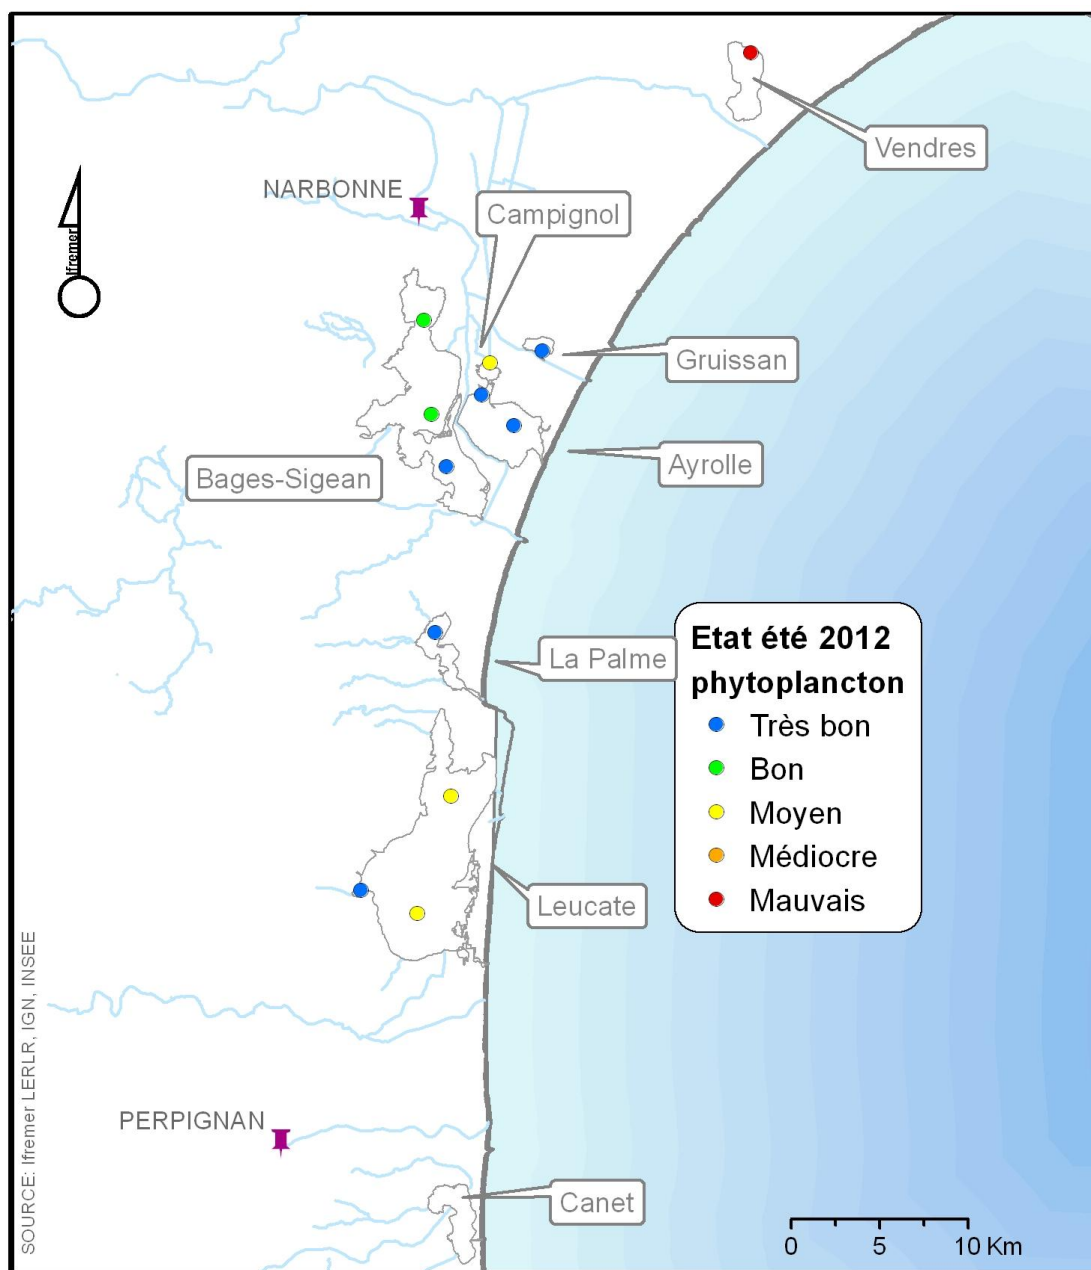 Vendres
NARBONNE
Campignol
Ifremer
Gruissan
Ayrolle
Bages-Sigean
La Palme
Etat été 2012
phytoplancton
Très bon
Bon
Moyen
Médiocre
Mauvais
Leucate
SOURCE: Ifremer LERLR, IGN, INSEE
PERPIGNAN
Canet
0 5 10 Km